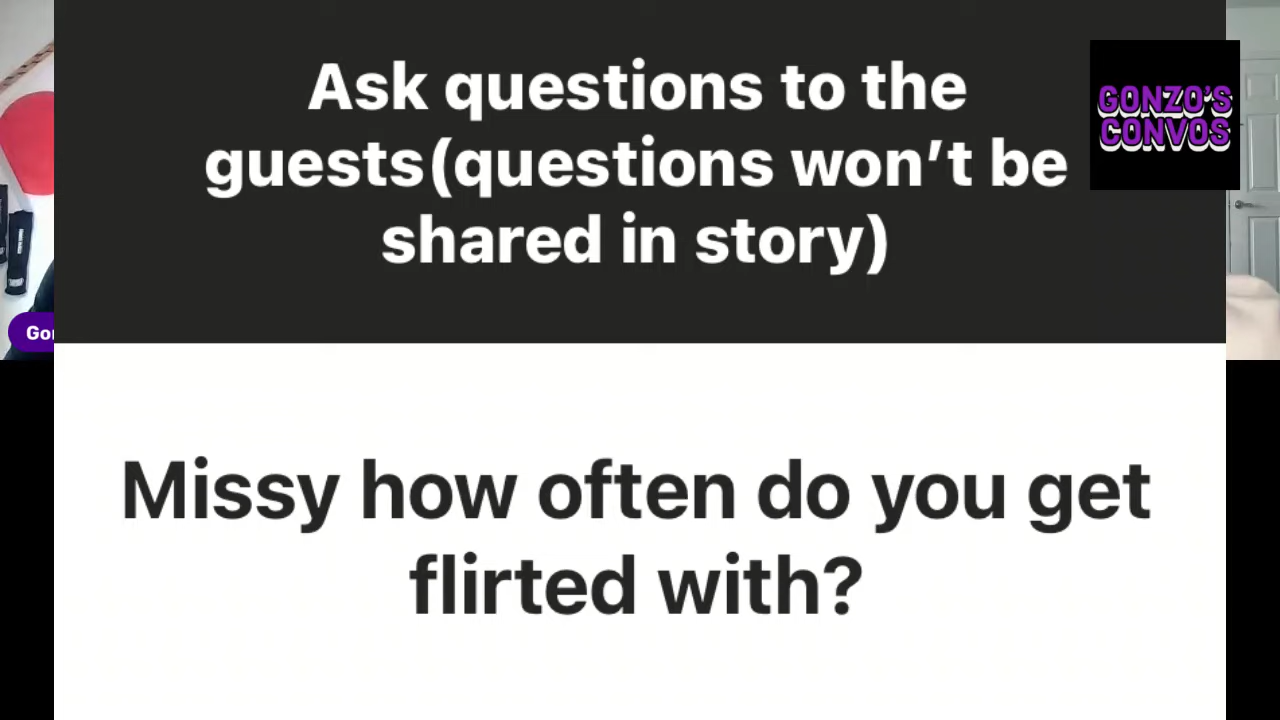 Ask questions to the
guests(questions won’t be
shared in story)
GONZO'S
CONVOS
Missy how often do you get
flirted with?